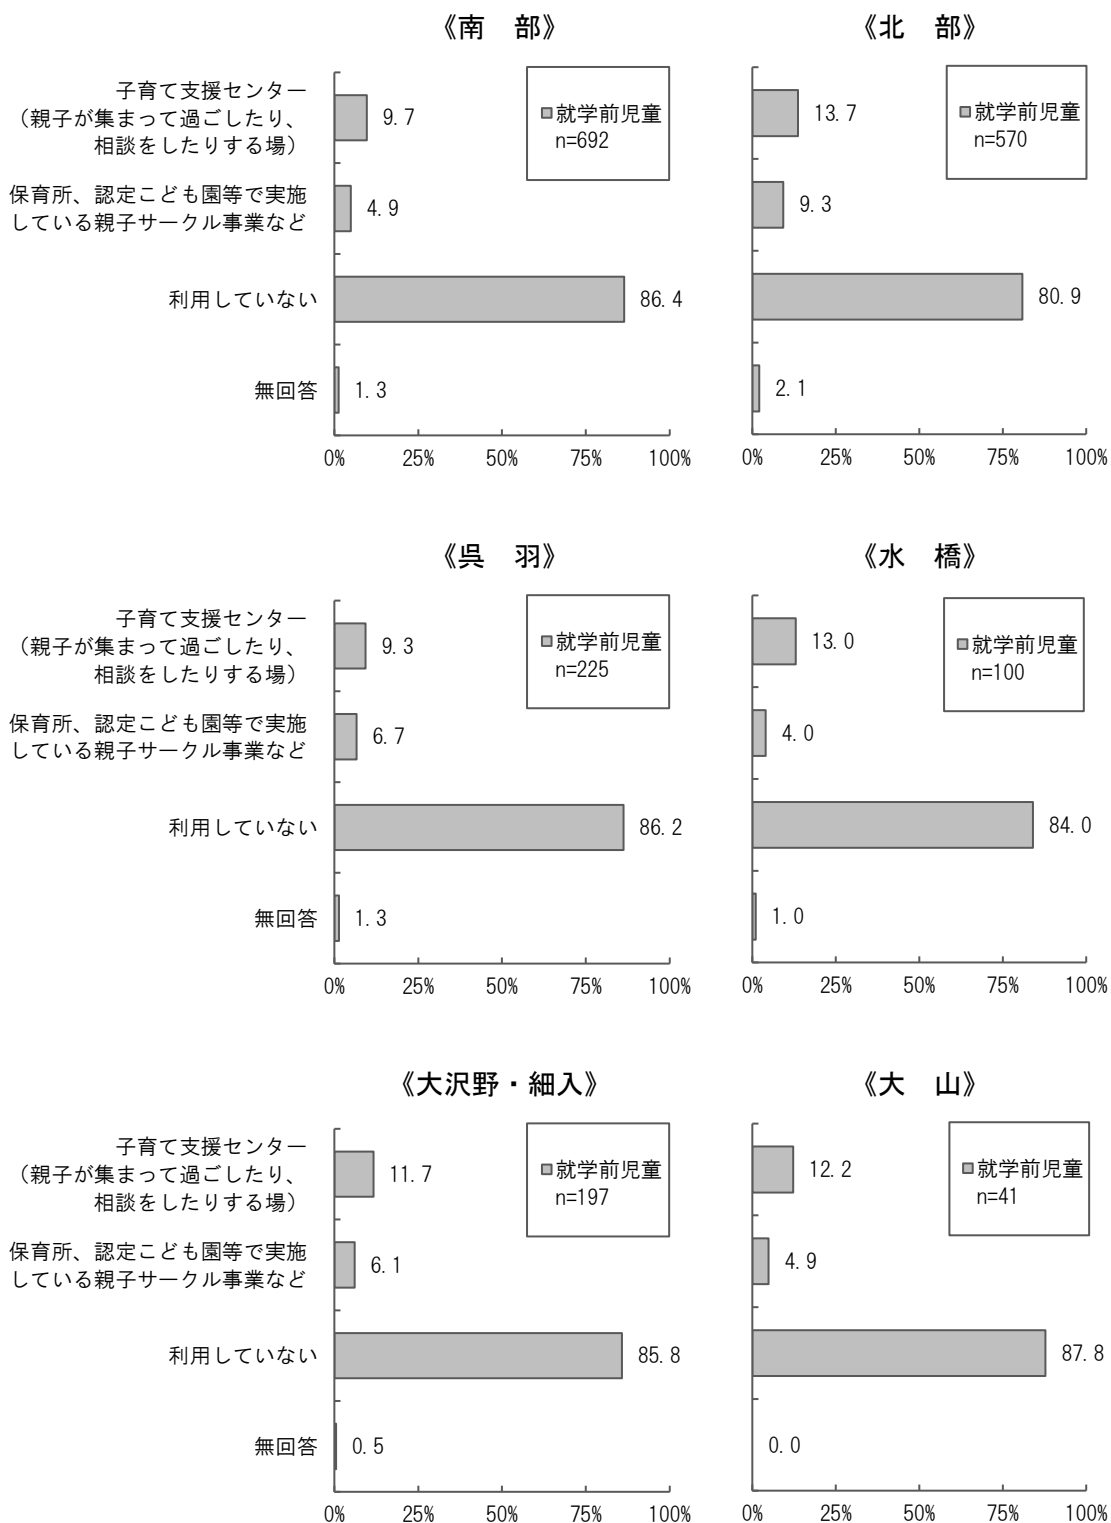 《南　部》
子育て支援センター
（親子が集まって過ごしたり、
相談をしたりする場）
保育所、認定こども園等で実施
している親子サークル事業など
利用していない
無回答
9.7
4.9
86.4
1.3
就学前児童
n=692
0% 25% 50% 75% 100%
《北　部》
13.7
9.3
80.9
2.1
就学前児童
n=570
0% 25% 50% 75% 100%
《呉　羽》
子育て支援センター
（親子が集まって過ごしたり、
相談をしたりする場）
保育所、認定こども園等で実施
している親子サークル事業など
利用していない
無回答
9.3
6.7
86.2
1.3
就学前児童
n=225
0% 25% 50% 75% 100%
《水　橋》
13.0
4.0
84.0
1.0
就学前児童
n=100
0% 25% 50% 75% 100%
《大沢野・細入》
子育て支援センター
（親子が集まって過ごしたり、
相談をしたりする場）
保育所、認定こども園等で実施
している親子サークル事業など
利用していない
無回答
11.7
6.1
85.8
0.5
就学前児童
n=197
0% 25% 50% 75% 100%
《大　山》
12.2
4.9
87.8
0.0
就学前児童
n=41
0% 25% 50% 75% 100%